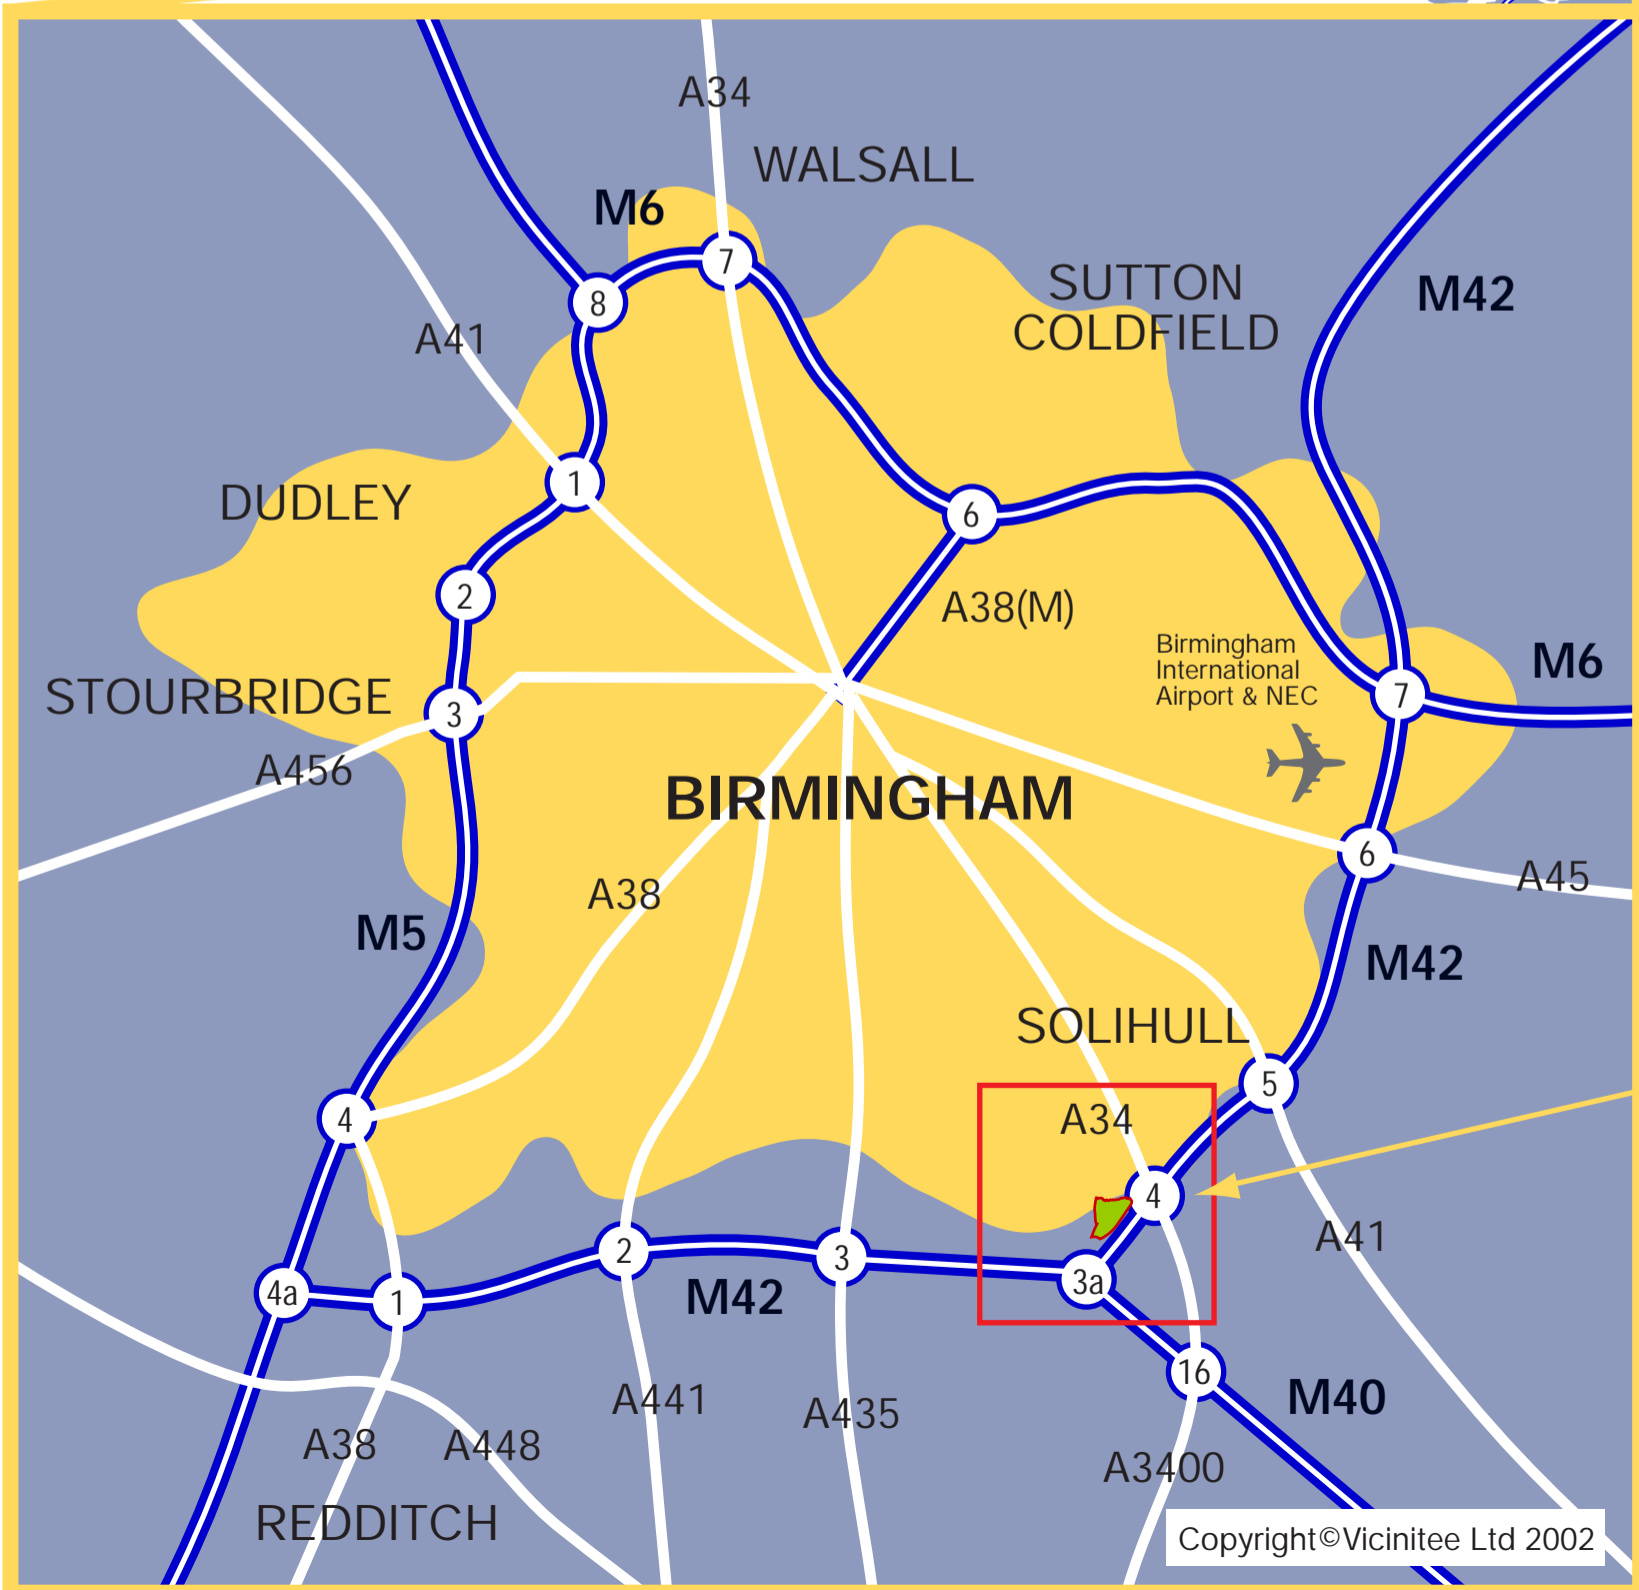 A34
WALSALL
M6
7
SUTTON
COLDFIELD
M42
8
A41
1
DUDLEY
6
2
A38(M)
Birmingham
International
Airport & NEC
M6
STOURBRIDGE
7
3
A456
BIRMINGHAM
6
A45
A38
M5
M42
SOLIHULL
5
4
A34
4
A41
2
3
3a
4a
1
M42
16
M40
A441
A435
A38
A448
A3400
REDDITCH
Copyright©Vicinitee Ltd 2002